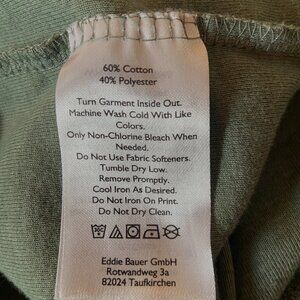 60% Cotton
40% Polyester
Turn Garment Inside Out.
Machine Wash Cold With Like
Colors.
Only Non-Chlorine Bleach When
Needed.
Do Not Use Fabric Softeners.
Tumble Dry Low.
Remove Promptly.
Cool Iron As Desired.
Do Not Iron On Print.
Do Not Dry Clean.
Eddie Bauer GmbH
Rotwandweg 3a
82024 Taufkirchen